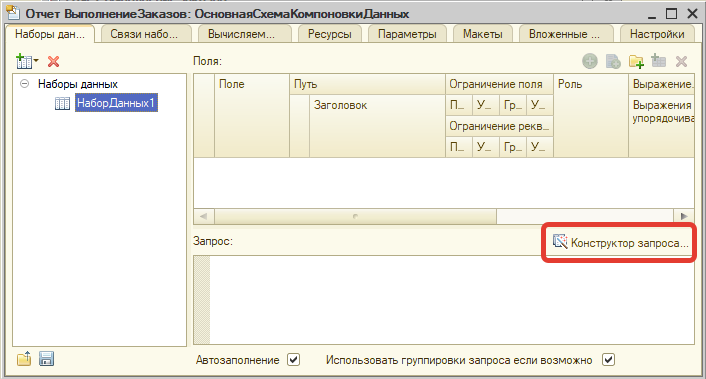 Отчет ВыполнениеЗаказов: ОсновнаяСхемаКомпоновкиДанных
Наборы дан... Связи набо... Вычисляем... Ресурсы Параметры Макеты Вложенные ... Настройки
Поля:
Наборы данных
НаборДанных1
Поле Путь Ограничение поля Роль Выражение...
Заголовок П... У... Гр... У... Выражения
упорядочива
Ограничение рекв...
П... У... Гр... У...
Запрос: Конструктор запроса...
Автозаполнение Использовать группировки запроса если возможно